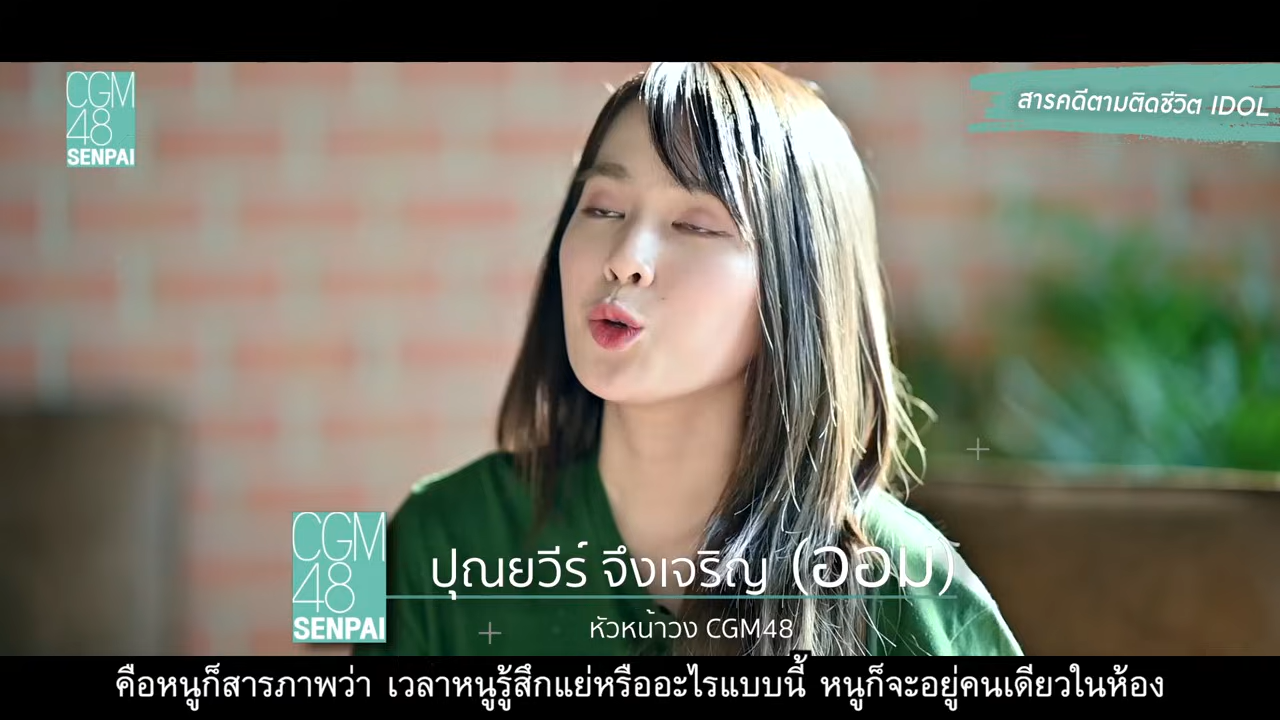 CGM
48
SENPAI
สารคดีตามติดชีวิต IDOL
CGM
48
SENPAI
ปุณยวีร์ จึงเจริญ (ออม)
หัวหน้าวง CGM48
คือหนูก็สารภาพว่า เวลาหนูรู้สึกแย่หรืออะไรแบบนี้ หนูก็จะอยู่คนเดียวในห้อง